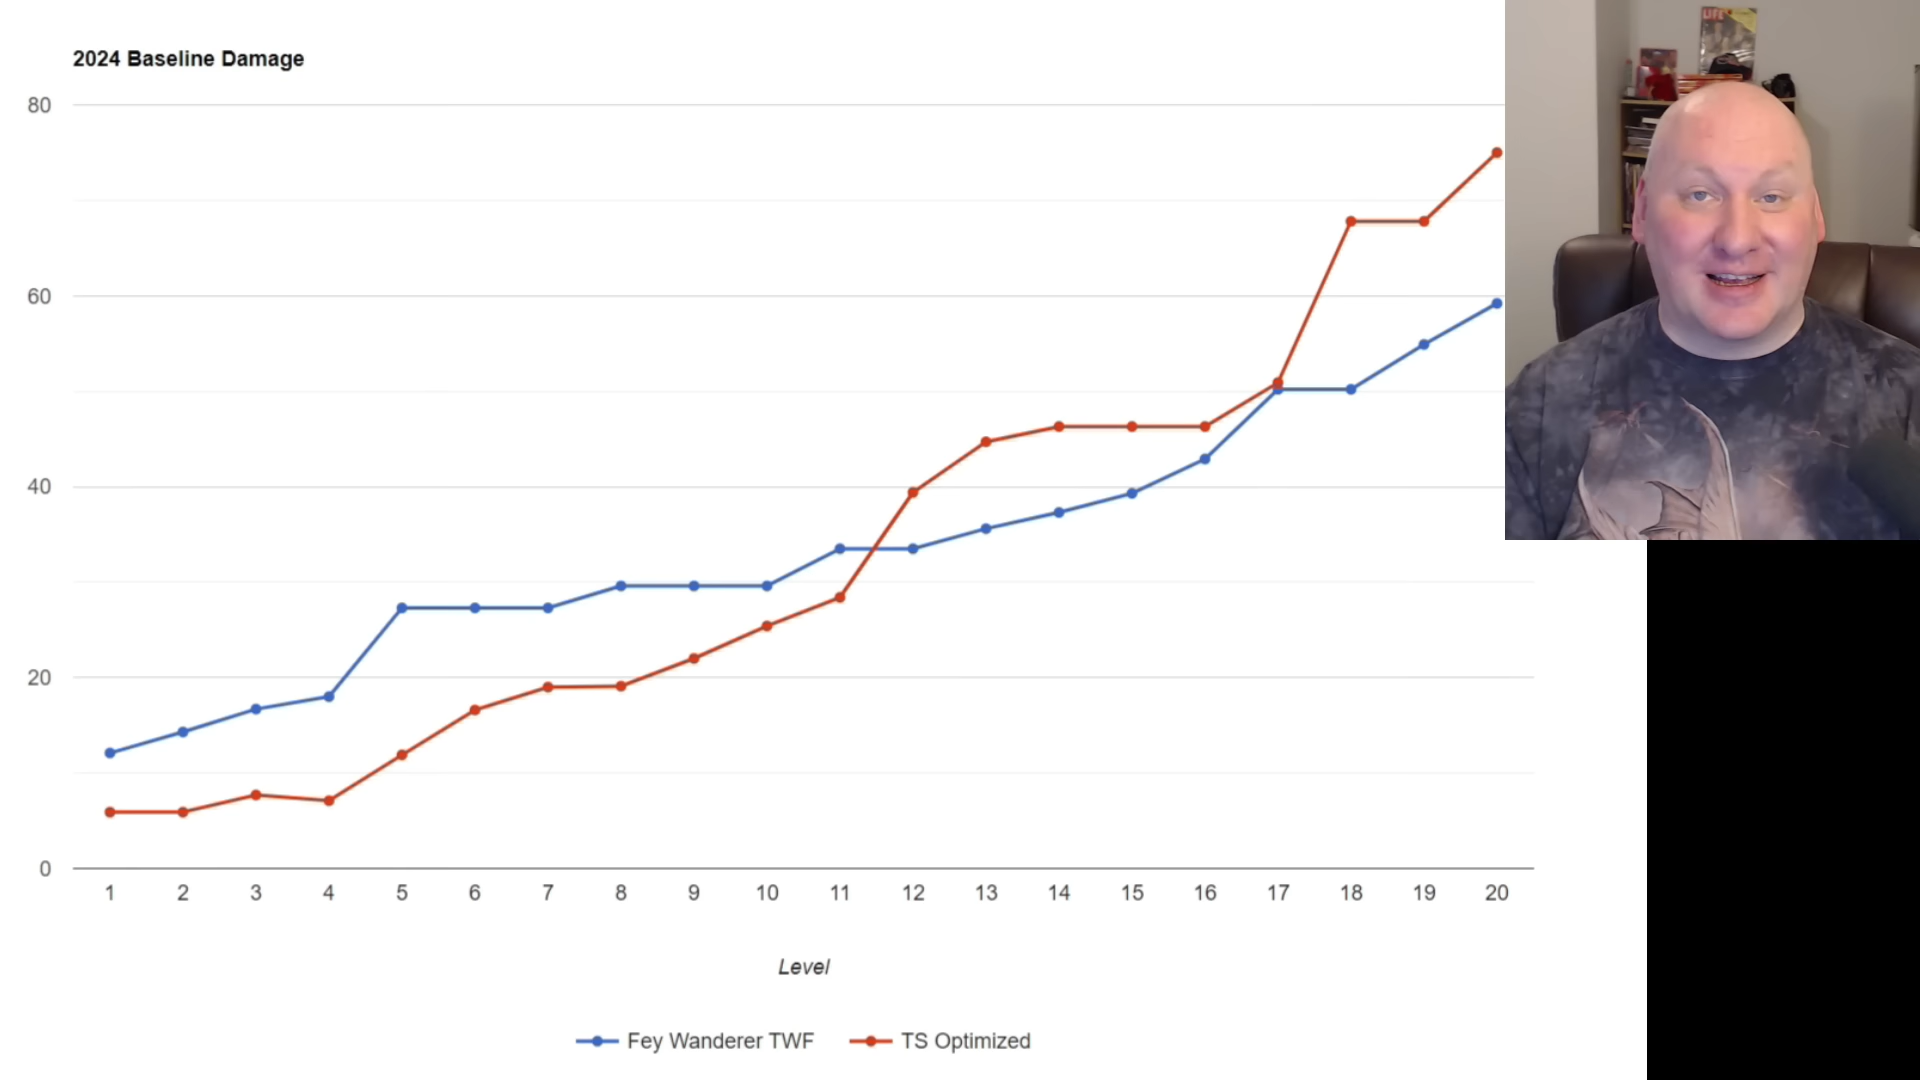 2024 Baseline Damage
80
60
40
20
0
1 2 3 4 5 6 7 8 9 10 11 12 13 14 15 16 17 18 19 20
Level
Fey Wanderer TWF TS Optimized
LIFE